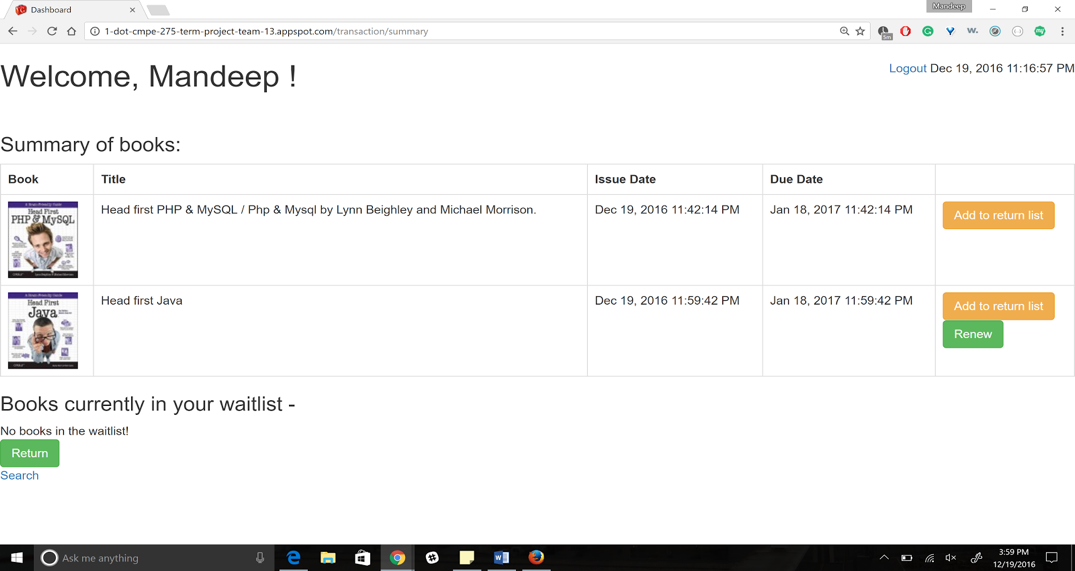 Dashboard
Mandeep
1-dot-cmpe-275-term-project-team-13.appspot.com/transaction/summary
5m
Welcome, Mandeep !
Logout Dec 19, 2016 11:16:57 PM
Summary of books:
Book Title Issue Date Due Date
Head First
PHP & MySQL
Head first PHP & MySQL / Php & Mysql by Lynn Beighley and Michael Morrison.
Dec 19, 2016 11:42:14 PM
Jan 18, 2017 11:42:14 PM
Add to return list
Head First
Java
Head first Java
Dec 19, 2016 11:59:42 PM
Jan 18, 2017 11:59:42 PM
Add to return list
Renew
Books currently in your waitlist -
No books in the waitlist!
Return
Search
Ask me anything
3:59 PM
12/19/2016